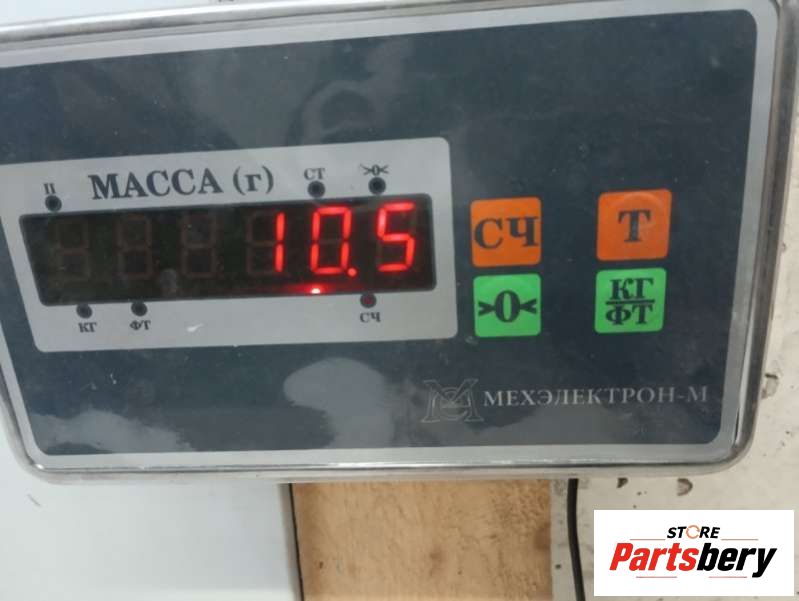 П МАССА (г) СТ >0<
10.5
КГ ФТ СЧ
СЧ Т
>0< КГ/ФТ
МЕХЭЛЕКТРОН-М
STORE
Partsbery